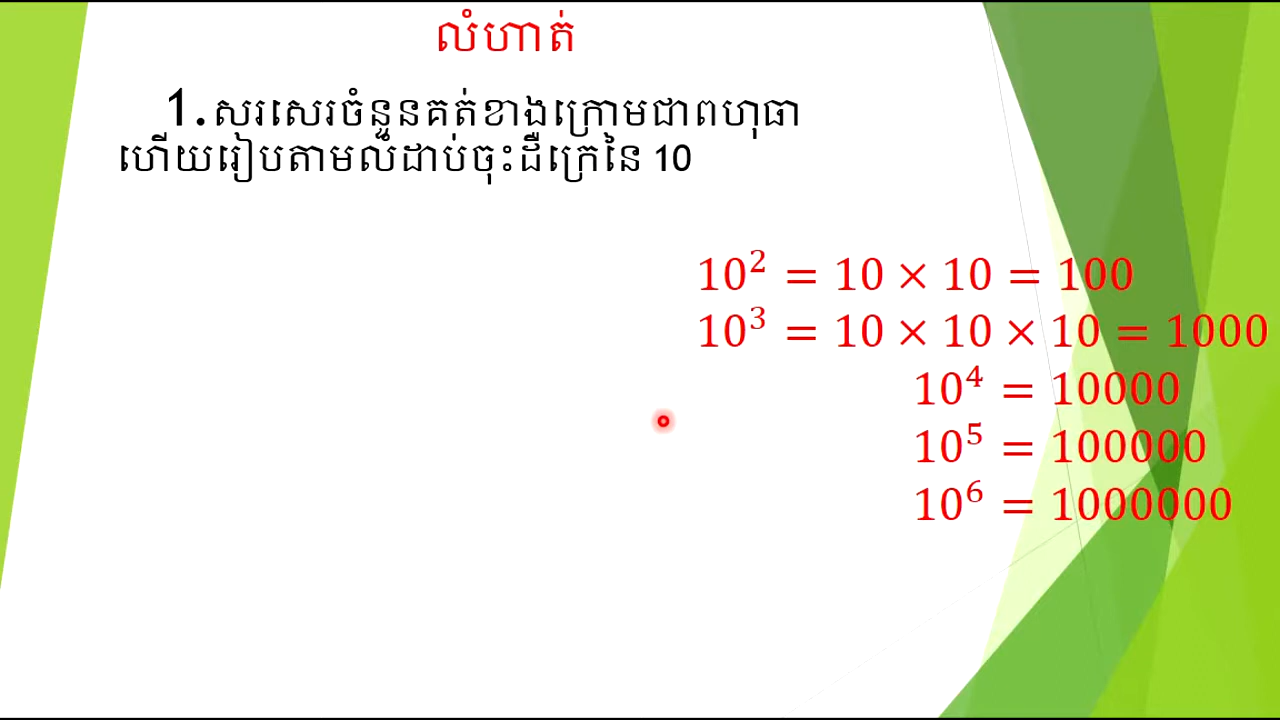 លំហាត់
1. សរសេរចំនួនគត់ខាងក្រោមជាពហុធា
ហើយរៀបតាមលំដាប់ចុះដឺក្រេនៃ 10
10² = 10 × 10 = 100
10³ = 10 × 10 × 10 = 1000
10⁴ = 10000
10⁵ = 100000
10⁶ = 1000000